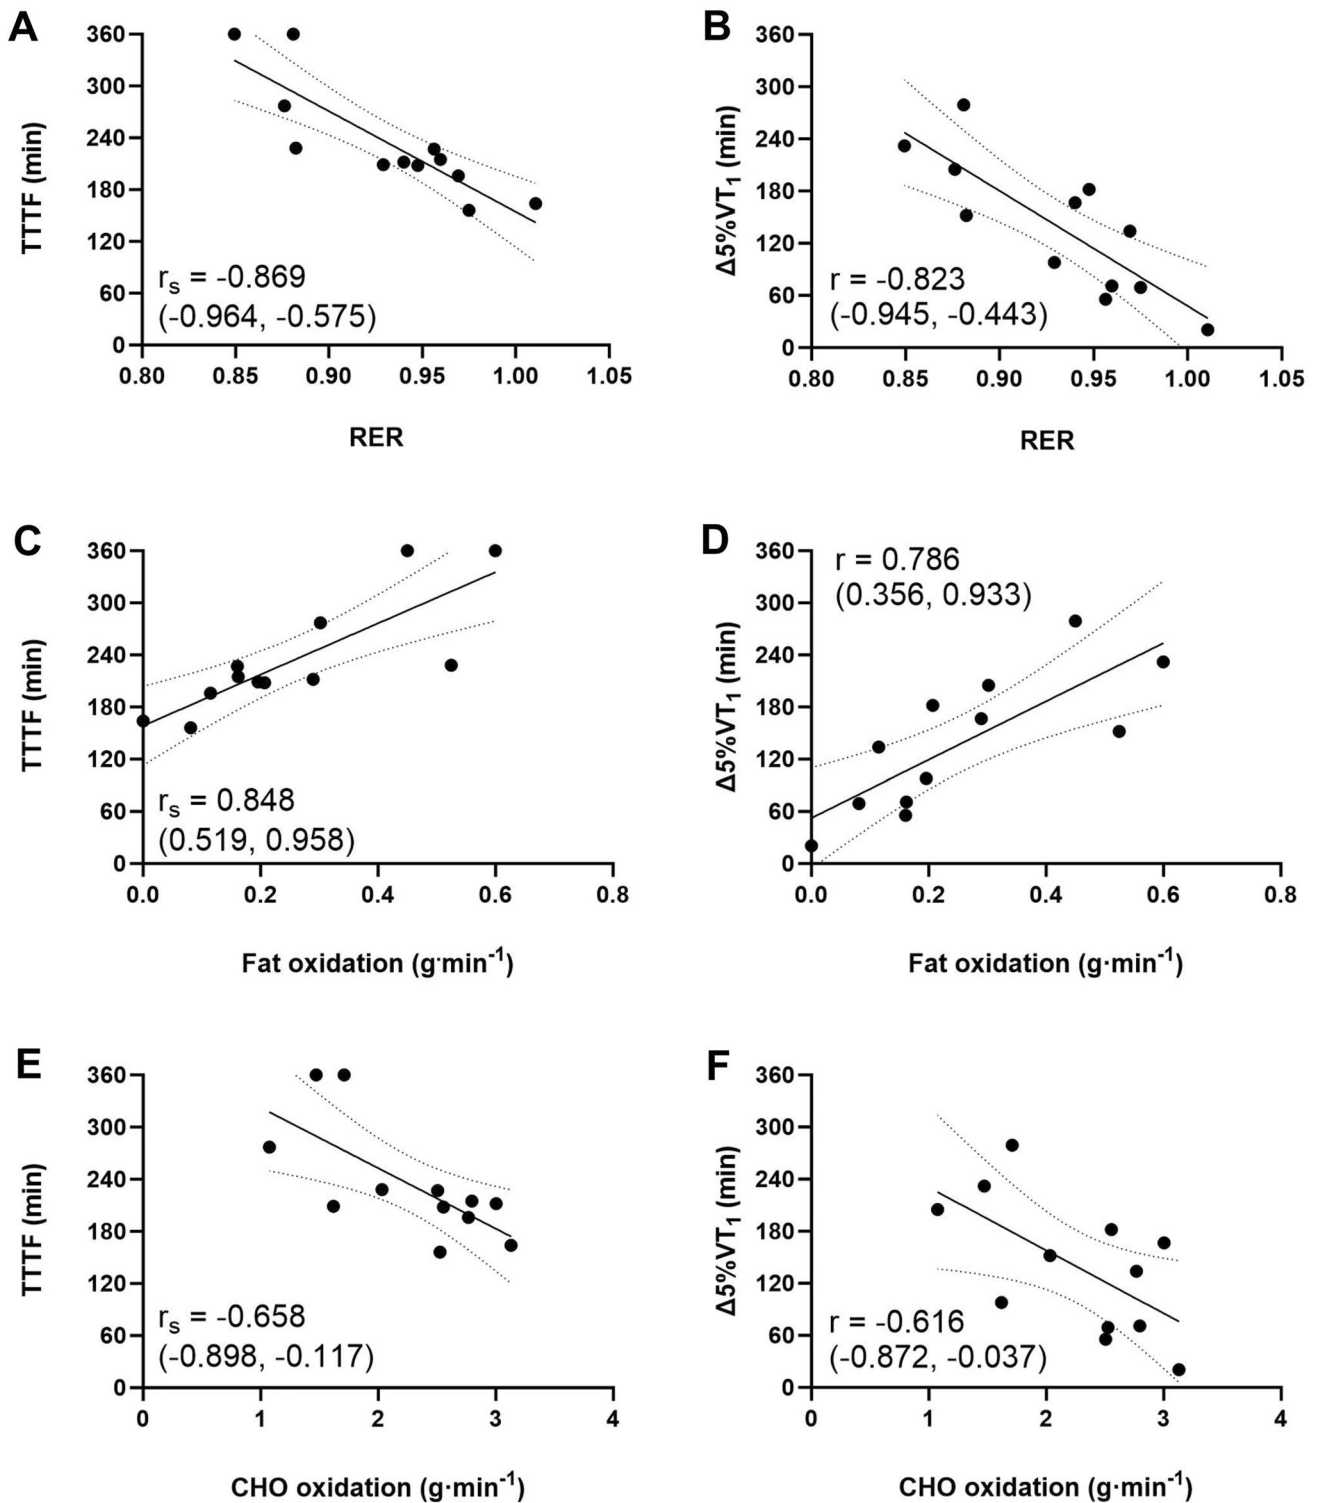 A
360
300
240
180
120
60
0
TTTF (min)
rs = -0.869
(-0.964, -0.575)
0.80 0.85 0.90 0.95 1.00 1.05
RER
B
360
300
240
180
120
60
0
Δ5%VT1 (min)
r = -0.823
(-0.945, -0.443)
0.80 0.85 0.90 0.95 1.00 1.05
RER
C
360
300
240
180
120
60
0
TTTF (min)
rs = 0.848
(0.519, 0.958)
0.0 0.2 0.4 0.6 0.8
Fat oxidation (g·min-1)
D
360
300
240
180
120
60
0
Δ5%VT1 (min)
r = 0.786
(0.356, 0.933)
0.0 0.2 0.4 0.6 0.8
Fat oxidation (g·min-1)
E
360
300
240
180
120
60
0
TTTF (min)
rs = -0.658
(-0.898, -0.117)
0 1 2 3 4
CHO oxidation (g·min-1)
F
360
300
240
180
120
60
0
Δ5%VT1 (min)
r = -0.616
(-0.872, -0.037)
0 1 2 3 4
CHO oxidation (g·min-1)